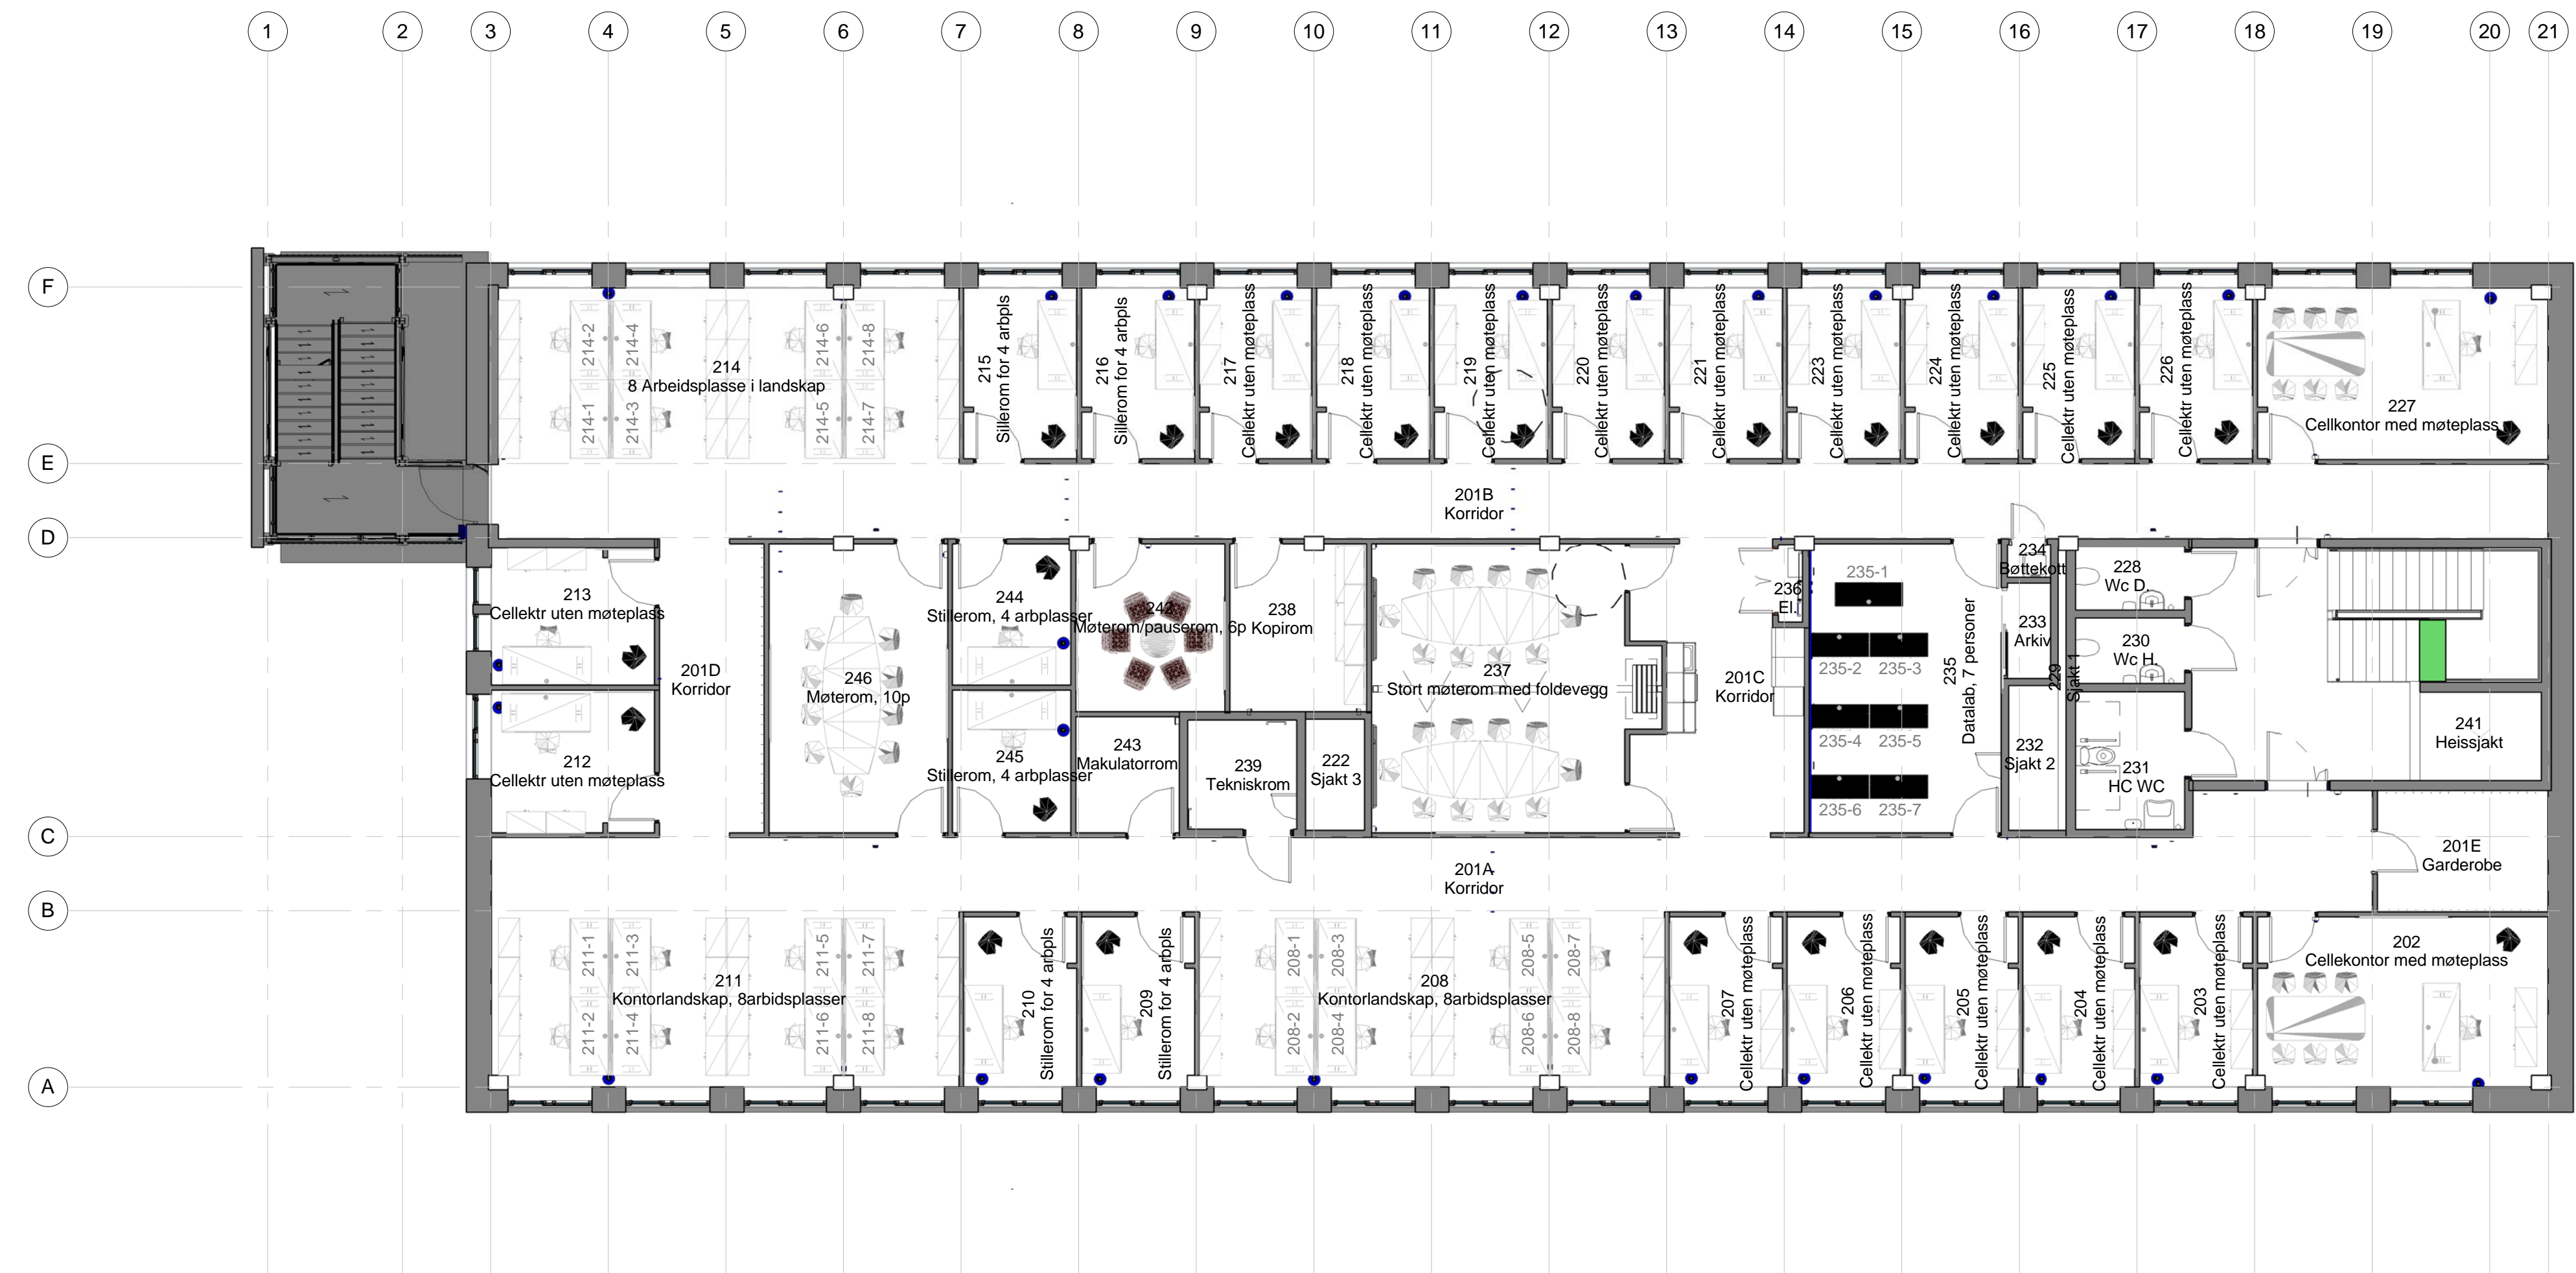 1
2
3
4
5
6
7
8
9
10
11
12
13
14
15
16
17
18
19
20
21
F
E
D
C
B
A
214-2
214-4
214-6
214-8
214-1
214-3
214-5
214-7
214
8 Arbeidsplasse i landskap
215
Sillerom for 4 arbpls
216
Sillerom for 4 arbpls
217
Cellektr uten møteplass
218
Cellektr uten møteplass
219
Cellektr uten møteplass
220
Cellektr uten møteplass
221
Cellektr uten møteplass
223
Cellektr uten møteplass
224
Cellektr uten møteplass
225
Cellektr uten møteplass
226
Cellektr uten møteplass
227
Cellkontor med møteplass
201B
Korridor
213
Cellektr uten møteplass
212
Cellektr uten møteplass
201D
Korridor
246
Møterom, 10p
244
Stillerom, 4 arbplasser
245
Stillerom, 4 arbplasser
242
Møterom/pauserom, 6p
243
Makulatorrom
238
Kopirom
239
Tekniskrom
222
Sjakt 3
237
Stort møterom med foldevegg
201C
Korridor
236
El.
235-1
235-2
235-3
235-4
235-5
235-6
235-7
235
Datalab, 7 personer
234
Bøttekott
233
Arkiv
232
Sjakt 2
229
Sjakt 1
228
Wc D.
230
Wc H.
231
HC WC
241
Heissjakt
201E
Garderobe
201A
Korridor
211-1
211-3
211-5
211-7
211-2
211-4
211-6
211-8
211
Kontorlandskap, 8arbidsplasser
210
Stillerom for 4 arbpls
209
Stillerom for 4 arbpls
208-1
208-3
208-5
208-7
208-2
208-4
208-6
208-8
208
Kontorlandskap, 8arbidsplasser
207
Cellektr uten møteplass
206
Cellektr uten møteplass
205
Cellektr uten møteplass
204
Cellektr uten møteplass
203
Cellektr uten møteplass
202
Cellekontor med møteplass